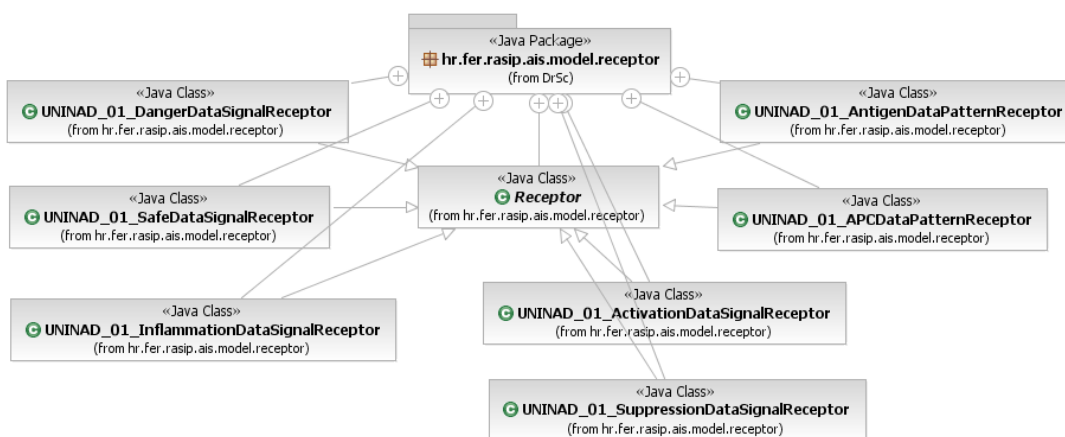 «Java Package»
hr.fer.rasip.ais.model.receptor
(from DrSc)
«Java Class»
UNINAD_01_DangerDataSignalReceptor
(from hr.fer.rasip.ais.model.receptor)
«Java Class»
UNINAD_01_AntigenDataPatternReceptor
(from hr.fer.rasip.ais.model.receptor)
«Java Class»
Receptor
(from hr.fer.rasip.ais.model.receptor)
«Java Class»
UNINAD_01_SafeDataSignalReceptor
(from hr.fer.rasip.ais.model.receptor)
«Java Class»
UNINAD_01_APCDataPatternReceptor
(from hr.fer.rasip.ais.model.receptor)
«Java Class»
UNINAD_01_InflammationDataSignalReceptor
(from hr.fer.rasip.ais.model.receptor)
«Java Class»
UNINAD_01_ActivationDataSignalReceptor
(from hr.fer.rasip.ais.model.receptor)
«Java Class»
UNINAD_01_SuppressionDataSignalReceptor
(from hr.fer.rasip.ais.model.receptor)